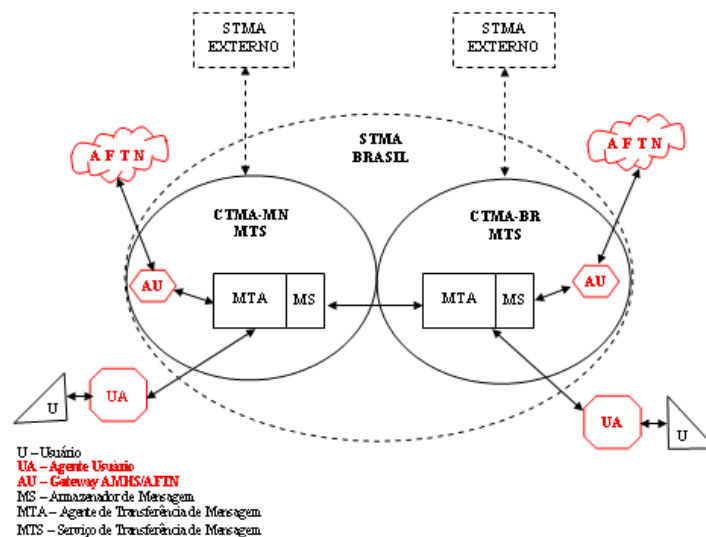 STMA
EXTERNO
STMA
EXTERNO
STMA
BRASIL
AFTN
AFTN
CTMA-MN
MTS
CTMA-BR
MTS
AU
MTA
MS
MTA
MS
AU
U
UA
UA
U
U – Usuário
UA – Agente Usuário
AU – Gateway AMHS/AFTN
MS – Armazenador de Mensagem
MTA – Agente de Transferência de Mensagem
MTS – Serviço de Transferência de Mensagem